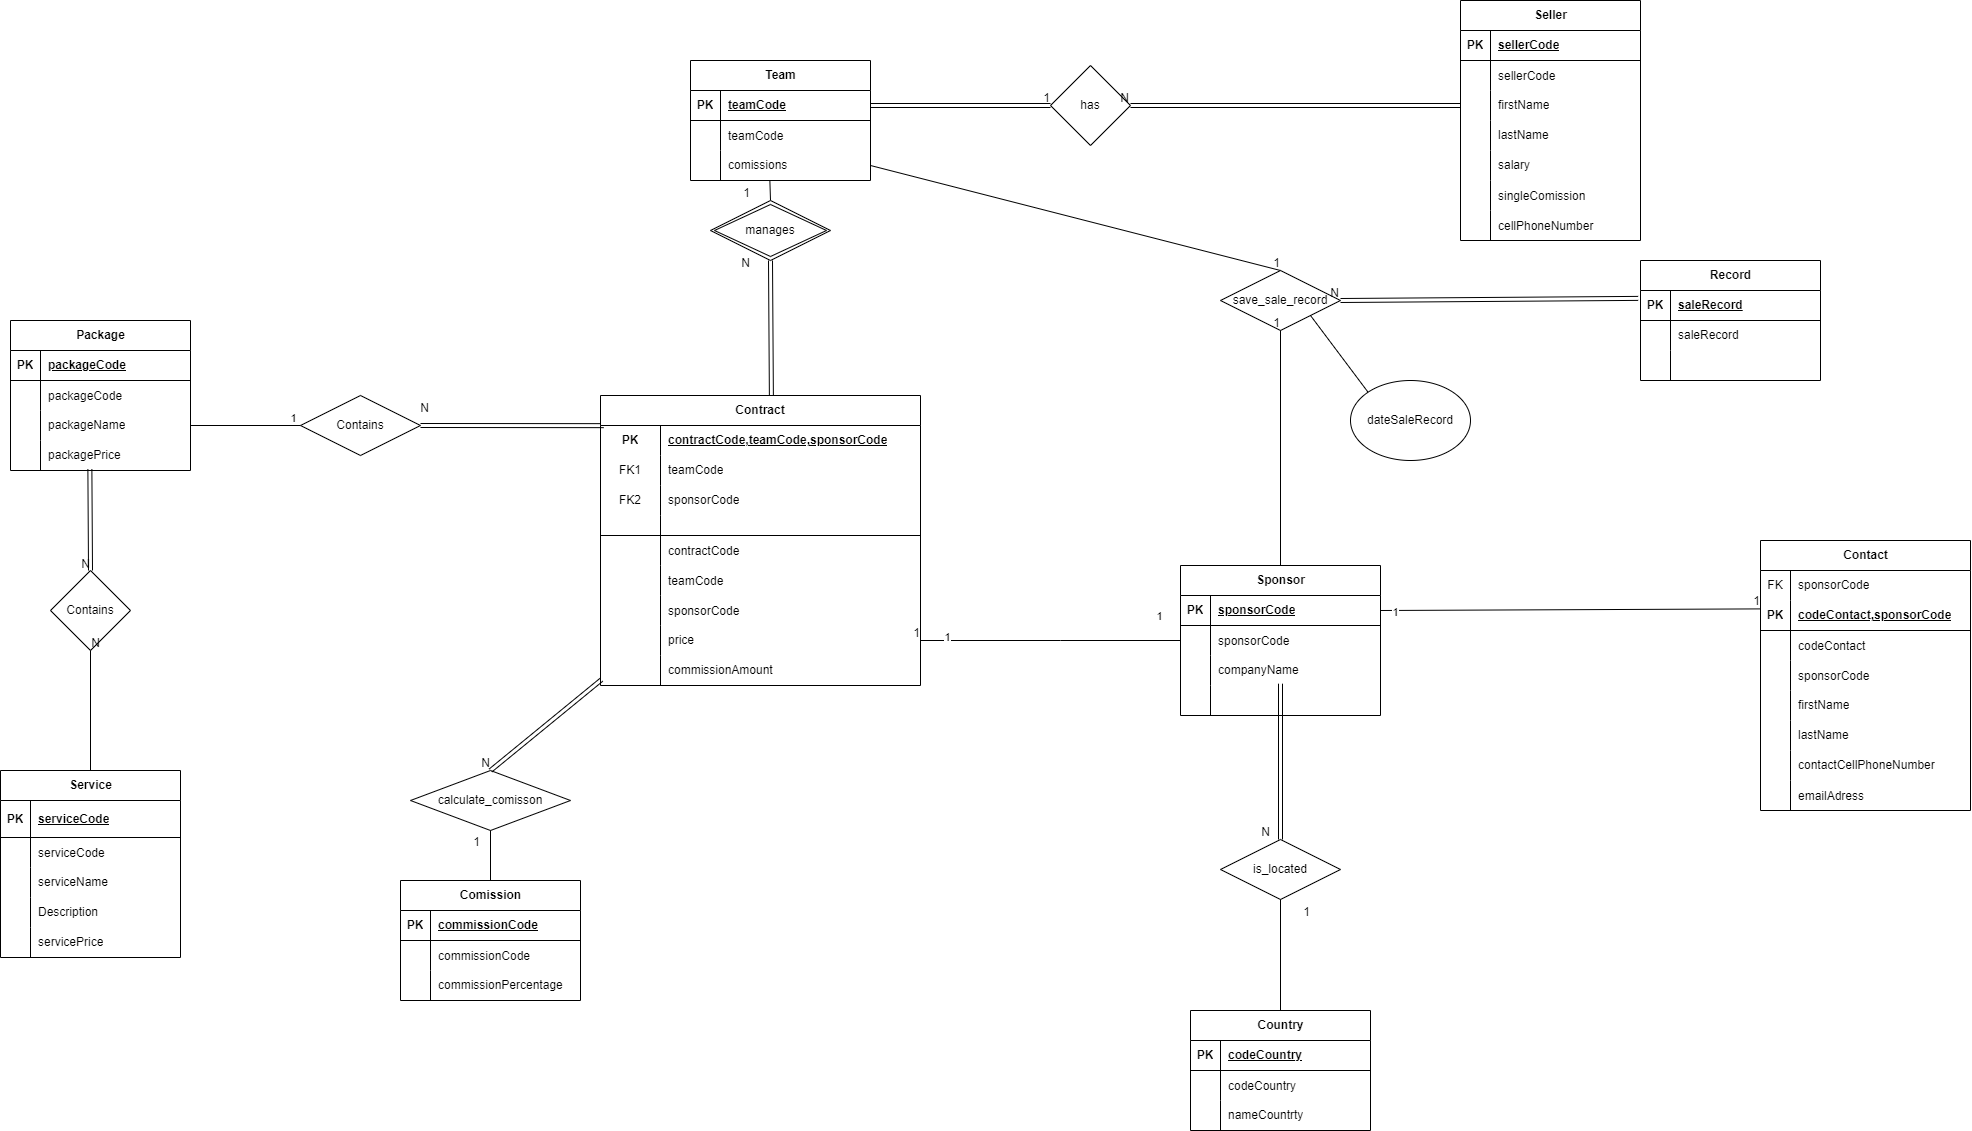 Seller
PK sellerCode
sellerCode
firstName
lastName
salary
singleComission
cellPhoneNumber
Team
PK teamCode
teamCode
comissions
1
has
N
1
manages
N
1
save_sale_record
N
1
dateSaleRecord
Record
PK saleRecord
saleRecord
Package
PK packageCode
packageCode
packageName
packagePrice
1
Contains
N
Contract
PK contractCode,teamCode,sponsorCode
FK1 teamCode
FK2 sponsorCode
contractCode
teamCode
sponsorCode
price
commissionAmount
1
1
1
N
Contains
N
Sponsor
PK sponsorCode
sponsorCode
companyName
1
1
Contact
FK sponsorCode
PK codeContact,sponsorCode
codeContact
sponsorCode
firstName
lastName
contactCellPhoneNumber
emailAdress
Service
PK serviceCode
serviceCode
serviceName
Description
servicePrice
N
calculate_comisson
1
Comission
PK commissionCode
commissionCode
commissionPercentage
N
is_located
1
Country
PK codeCountry
codeCountry
nameCountrty